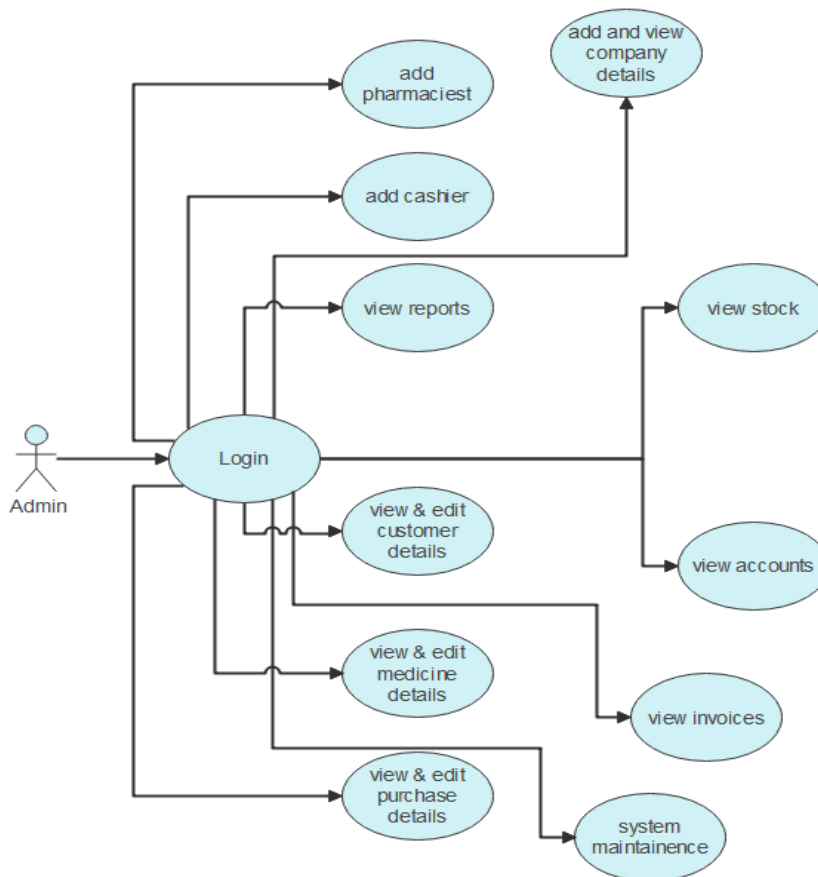 add and view
company
details
add
pharmaciest
add cashier
view reports
view stock
Login
Admin
view & edit
customer
details
view accounts
view & edit
medicine
details
view invoices
view & edit
purchase
details
system
maintainence